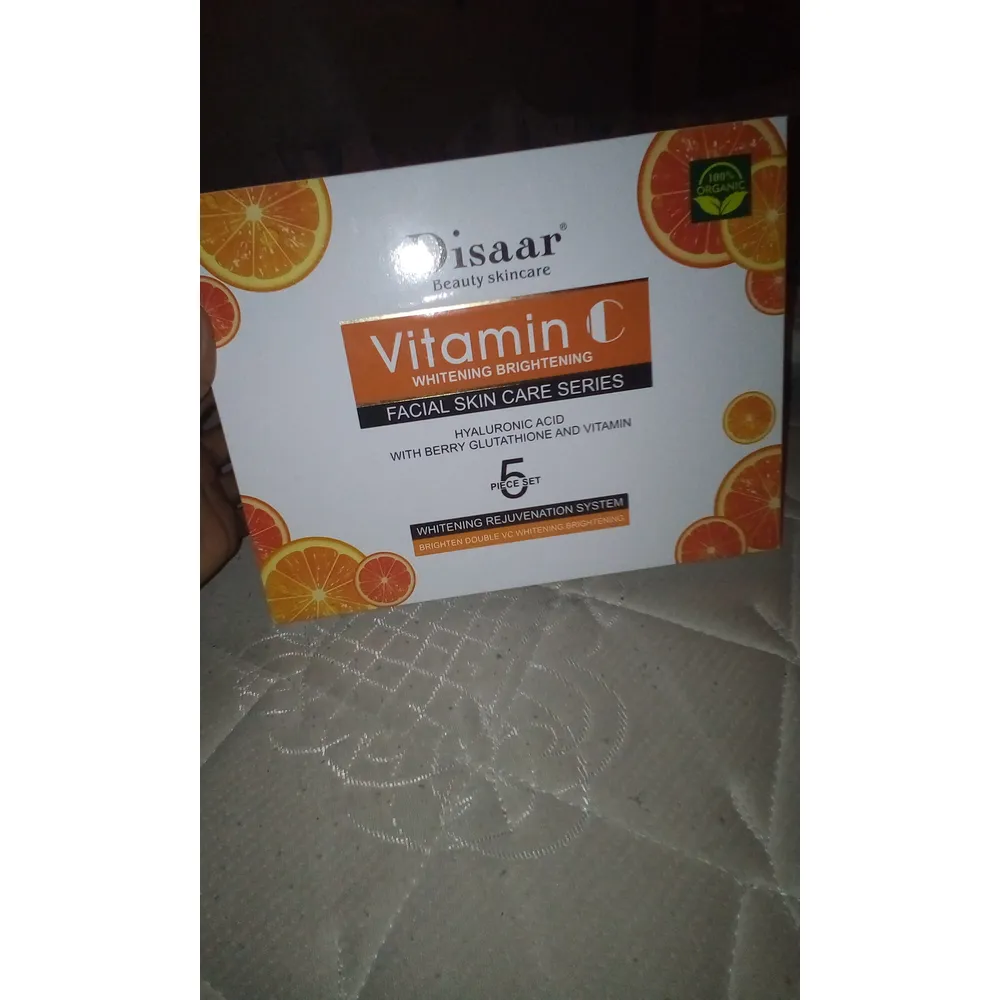 100%
ORGANIC
Disaar®
Beauty skincare
Vitamin C
WHITENING BRIGHTENING
FACIAL SKIN CARE SERIES
HYALURONIC ACID
WITH BERRY GLUTATHIONE AND VITAMIN
5
PIECE SET
WHITENING REJUVENATION SYSTEM
BRIGHTEN DOUBLE VC WHITENING BRIGHTENING